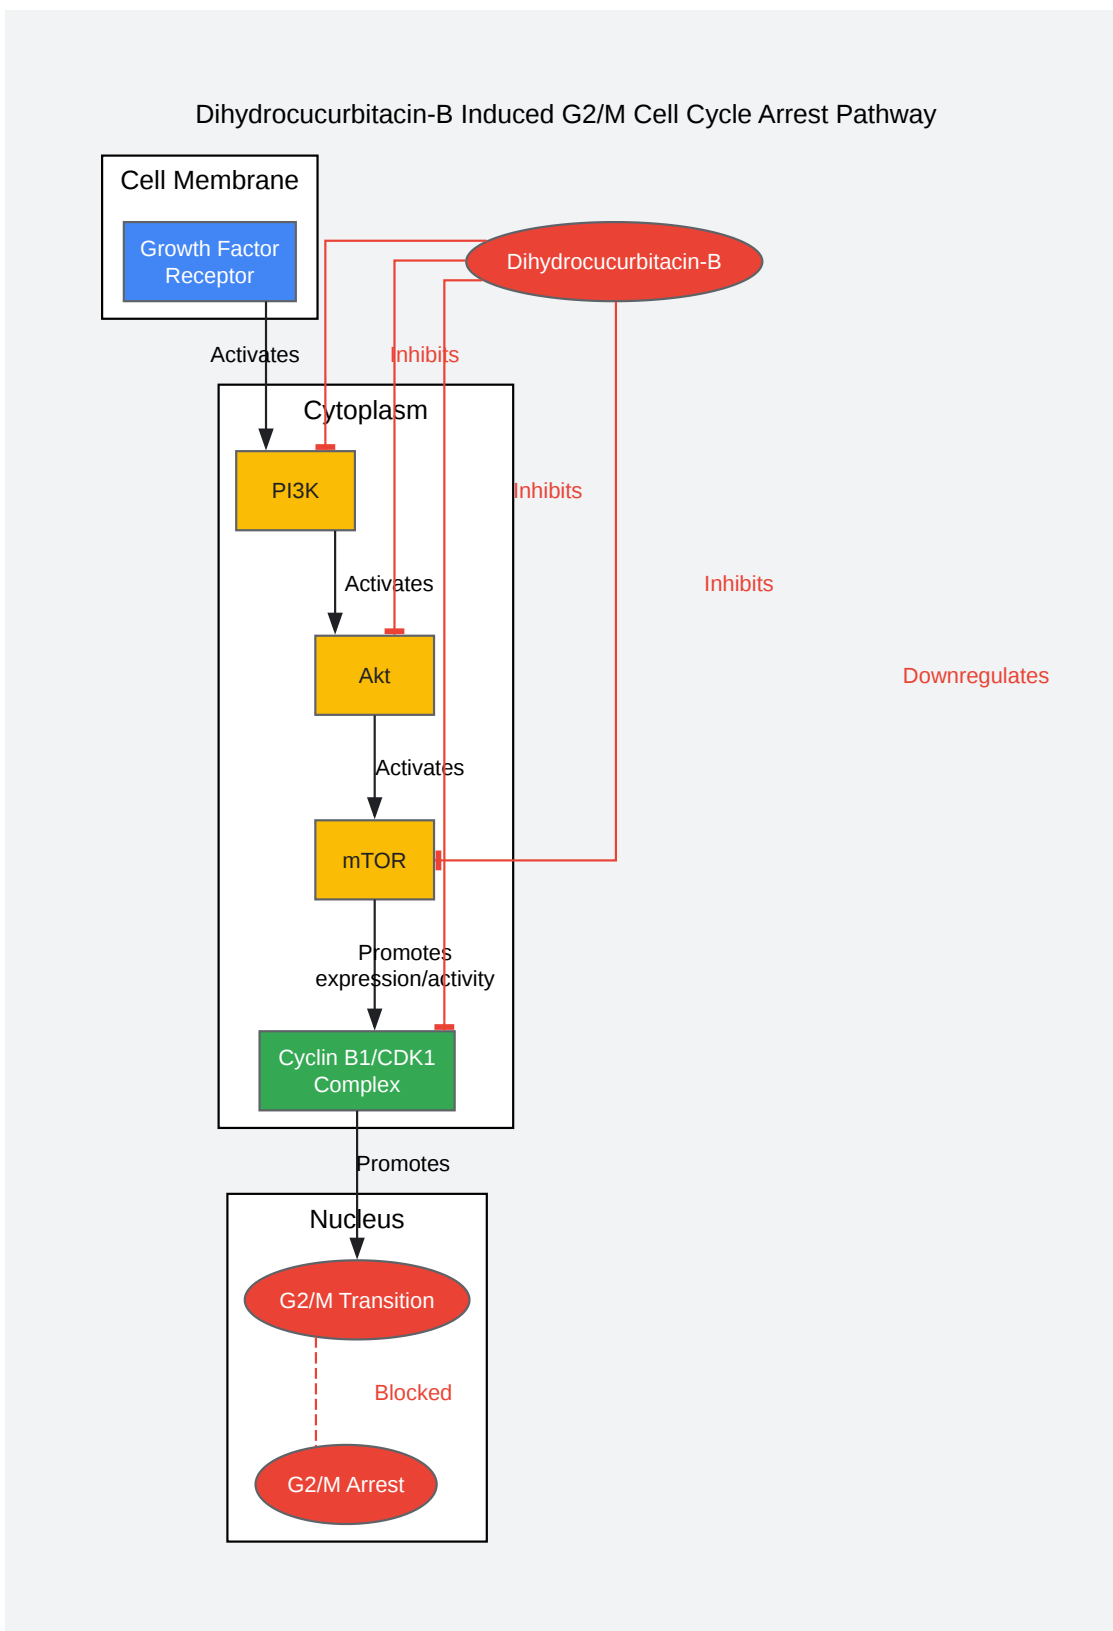 Dihydrocucurbitacin-B Induced G2/M Cell Cycle Arrest Pathway
Cell Membrane
Growth Factor
Receptor
Dihydrocucurbitacin-B
Activates
Inhibits
Cytoplasm
PI3K
Inhibits
Activates
Inhibits
Akt
Downregulates
Activates
mTOR
Promotes
expression/activity
Cyclin B1/CDK1
Complex
Promotes
Nucleus
G2/M Transition
Blocked
G2/M Arrest